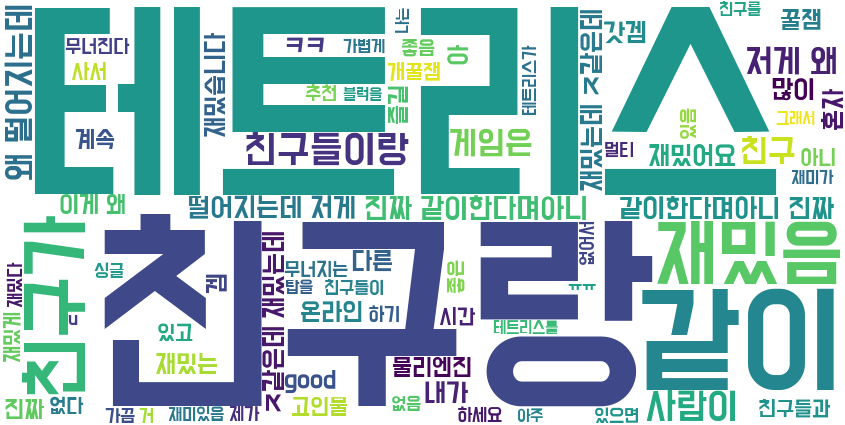 테트리스
친구랑
같이
재밌음
친구가
왜 떨어지는데
무너진다
사서
계속
재밌습니다
ㅋㅋ
가볍게
좋음
개꿀잼
추천
블럭을
즐길
나는
하
친구들이랑
게임은
테트리스가
재밌는데 ㅈ같은데
갓겜
친구를
꿀잼
저게 왜
많이
혼자
그래서
있음
멀티
재밌어요
친구
아니
재미가
이게 왜
떨어지는데 저게
진짜 같이한다며아니
같이한다며아니 진짜
재밌다
재밌게
싱글
ㄷ
겜
있고
재밌는
ㅈ같은데 재밌는데
무너지는
다른
탑을
친구들이
온라인
하기
좋은
시간
없어서
ㅠㅠ
테트리스를
물리엔진
good
내가
고인물
없음
하세요
아주
있으면
사람이
친구들과
진짜
없다
가끔
거
재미있음
제가